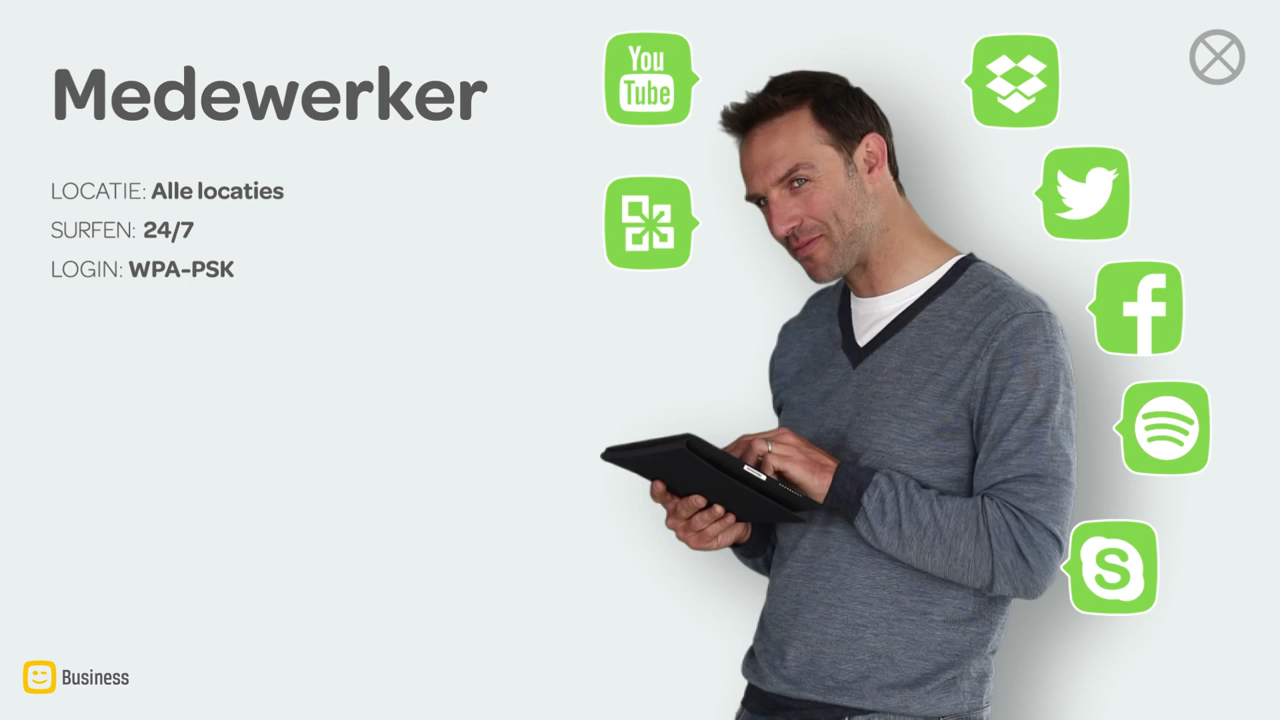 Medewerker
LOCATIE: Alle locaties
SURFEN: 24/7
LOGIN: WPA-PSK
You
Tube
Business